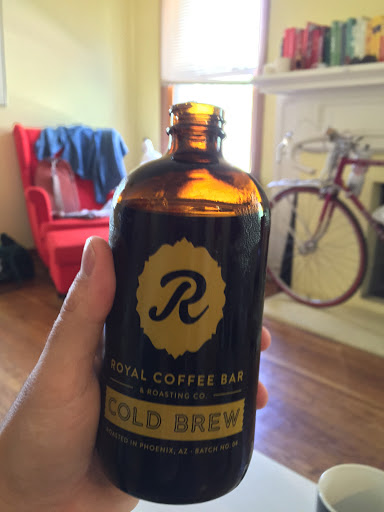 R
ROYAL COFFEE BAR
& ROASTING CO.
COLD BREW
ROASTED IN PHOENIX, AZ · BATCH NO.